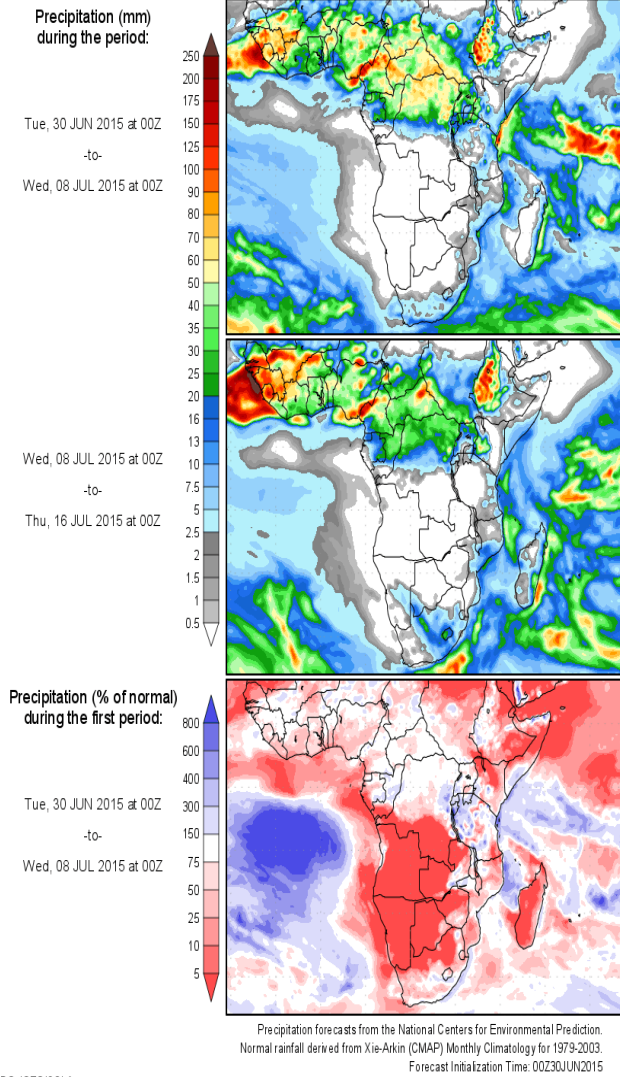 Precipitation (mm)
during the period:
Tue, 30 JUN 2015 at 00Z
-to-
Wed, 08 JUL 2015 at 00Z
250
200
175
150
125
100
90
80
70
60
50
40
35
30
25
20
16
13
10
7.5
5
2.5
2
1.5
1
0.5
Wed, 08 JUL 2015 at 00Z
-to-
Thu, 16 JUL 2015 at 00Z
Precipitation (% of normal)
during the first period:
Tue, 30 JUN 2015 at 00Z
-to-
Wed, 08 JUL 2015 at 00Z
800
600
400
300
150
75
50
25
10
5
Precipitation forecasts from the National Centers for Environmental Prediction.
Normal rainfall derived from Xie-Arkin (CMAP) Monthly Climatology for 1979-2003.
Forecast Initialization Time: 00Z30JUN2015